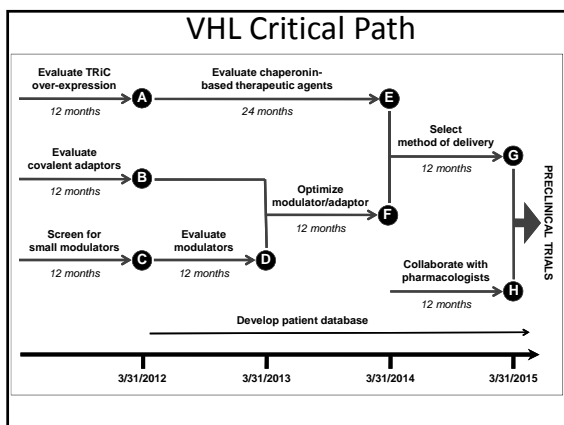 VHL Critical Path
Evaluate TRiC
over-expression
12 months
A
Evaluate chaperonin-
based therapeutic agents
24 months
E
Select
method of delivery
12 months
G
Evaluate
covalent adaptors
12 months
B
Optimize
modulator/adaptor
12 months
F
Screen for
small modulators
12 months
C
Evaluate
modulators
12 months
D
Collaborate with
pharmacologists
12 months
H
PRECLINICAL TRIALS
Develop patient database
3/31/2012
3/31/2013
3/31/2014
3/31/2015